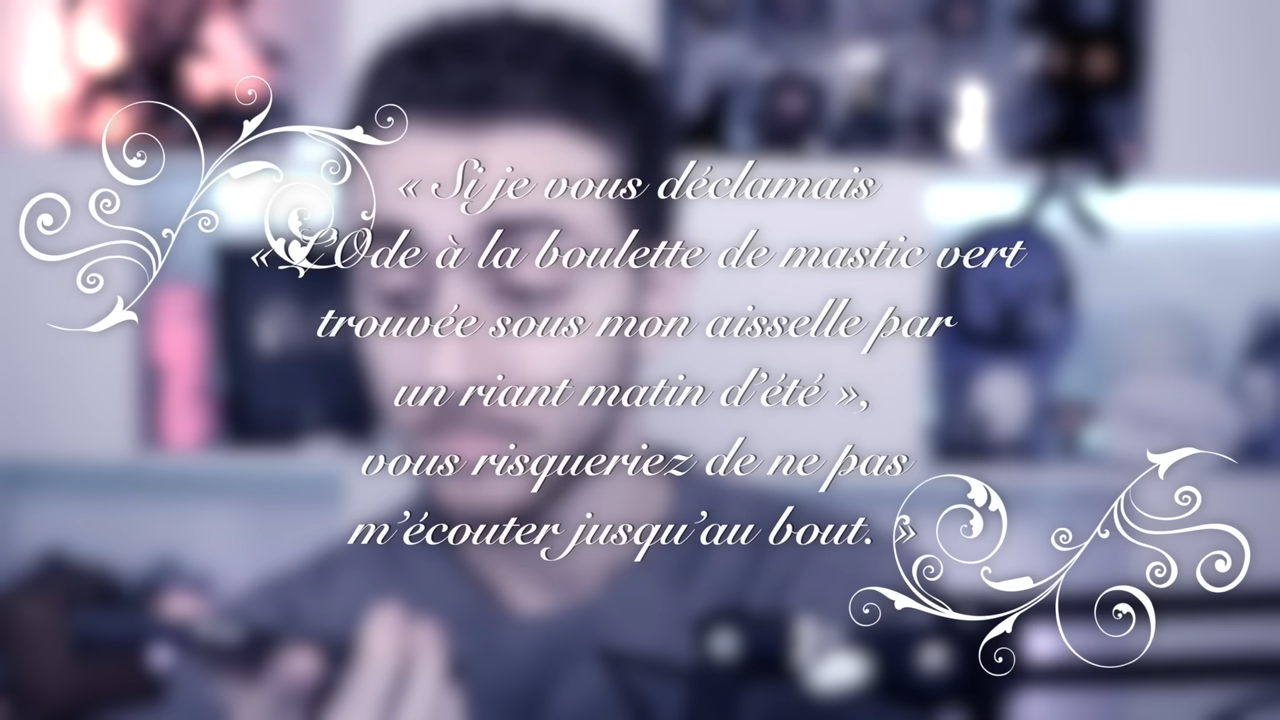 « Si je vous déclamais
« L'Ode à la boulette de mastic vert
trouvée sous mon aisselle par
un riant matin d’été »,
vous risqueriez de ne pas
m’écouter jusqu’au bout. »